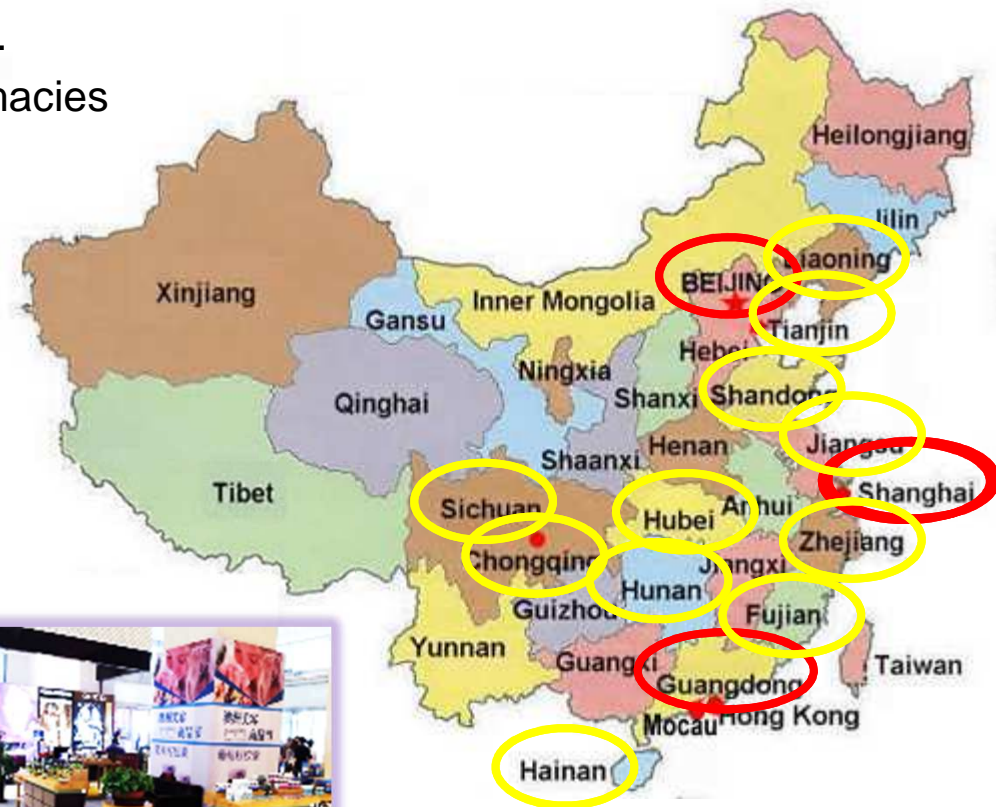 .
nacies
Heilongjiang
Jilin
Liaoning
BEIJING
Xinjiang
Inner Mongolia
Gansu
Tianjin
Hebei
Ningxia
Shanxi
Shandong
Qinghai
Henan
Jiangsu
Shaanxi
Tibet
Shanghai
Sichuan
Anhui
Hubei
Zhejiang
Chongqing
Jiangxi
Hunan
Guizhou
Fujian
Yunnan
Guangxi
Taiwan
Guangdong
Mocau
Hong Kong
Hainan